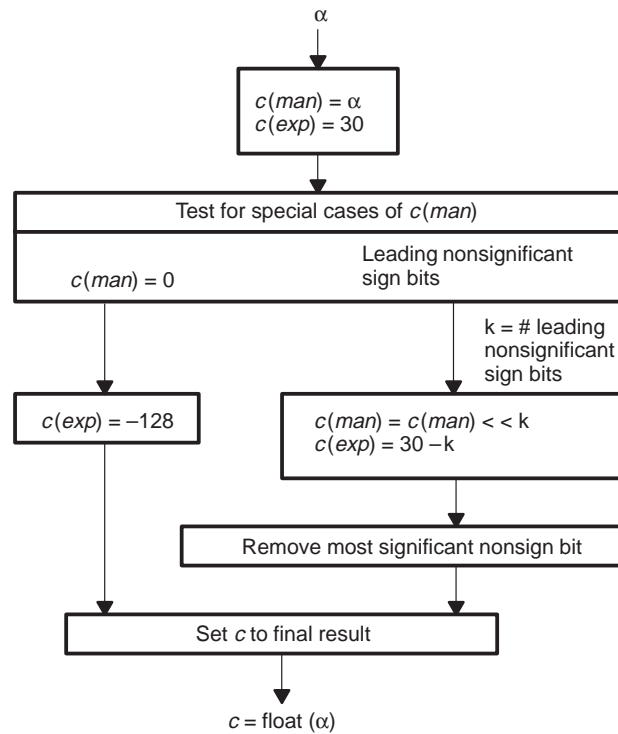 α
c(man) = α
c(exp) = 30
Test for special cases of c(man)
c(man) = 0
Leading nonsignificant
sign bits
k = # leading
nonsignificant
sign bits
c(exp) = –128
c(man) = c(man) < < k
c(exp) = 30 –k
Remove most significant nonsign bit
Set c to final result
c = float (α)